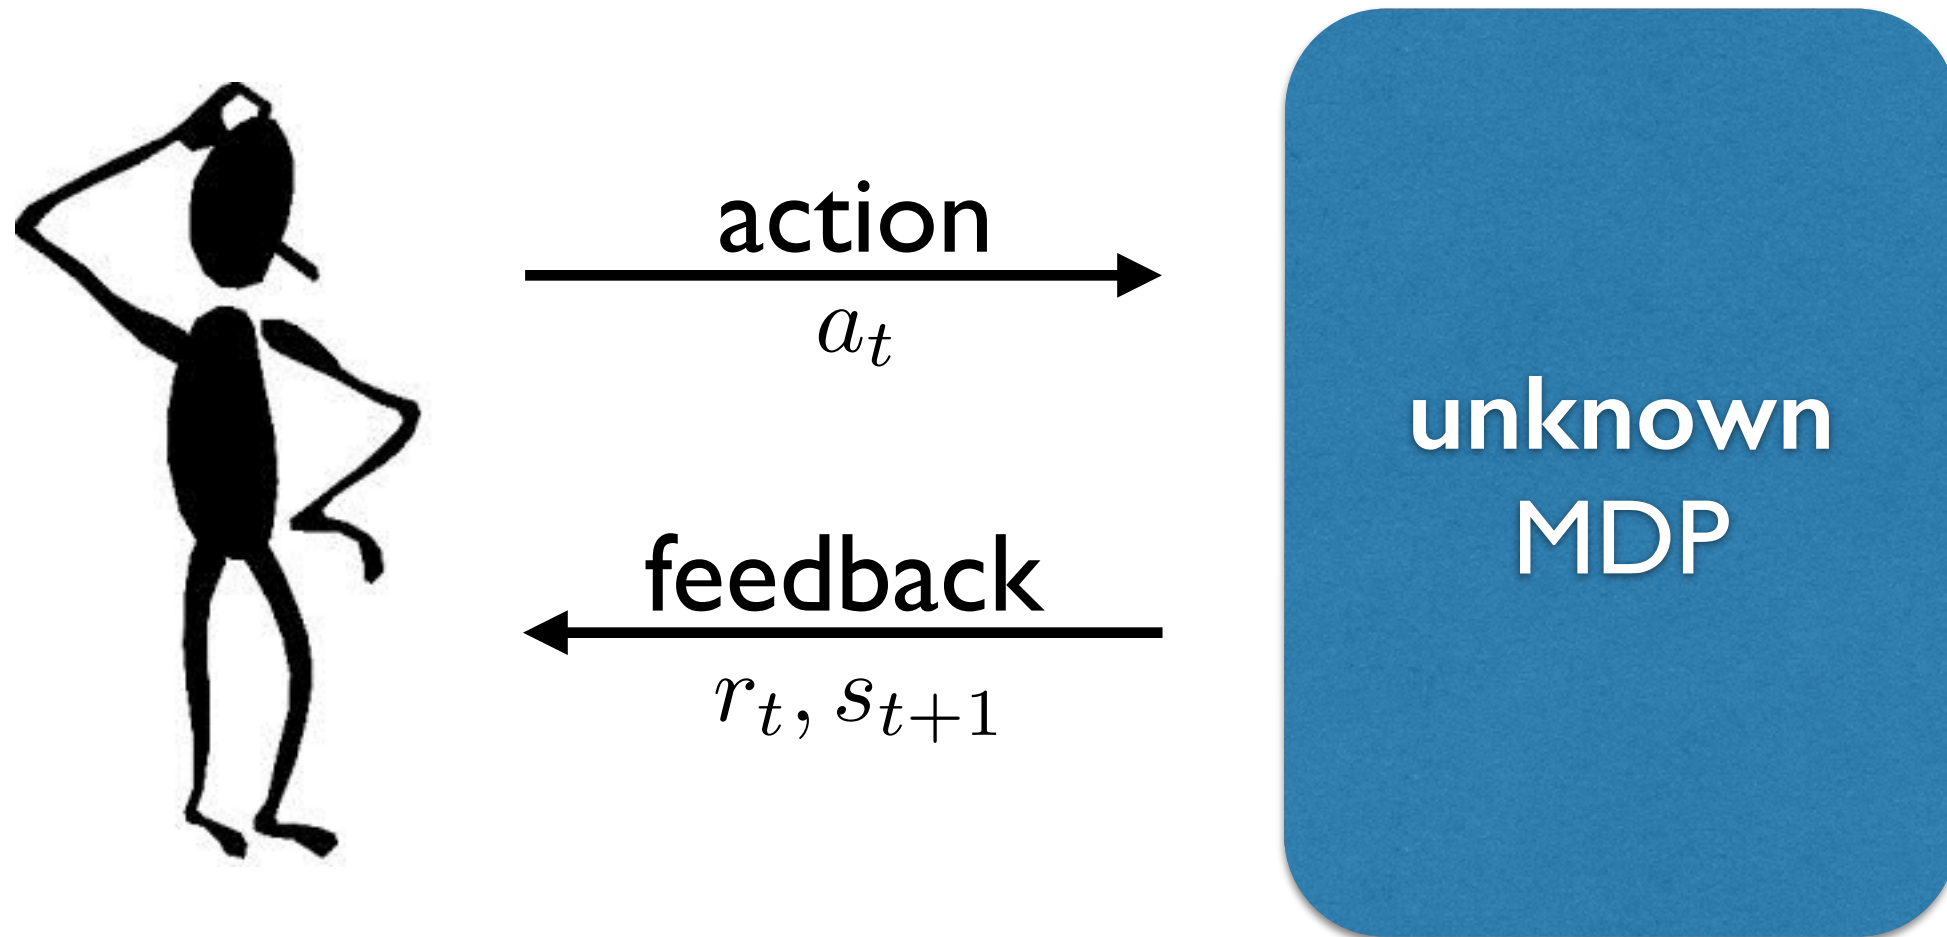 action
a_t
unknown
MDP
feedback
r_t, s_{t+1}